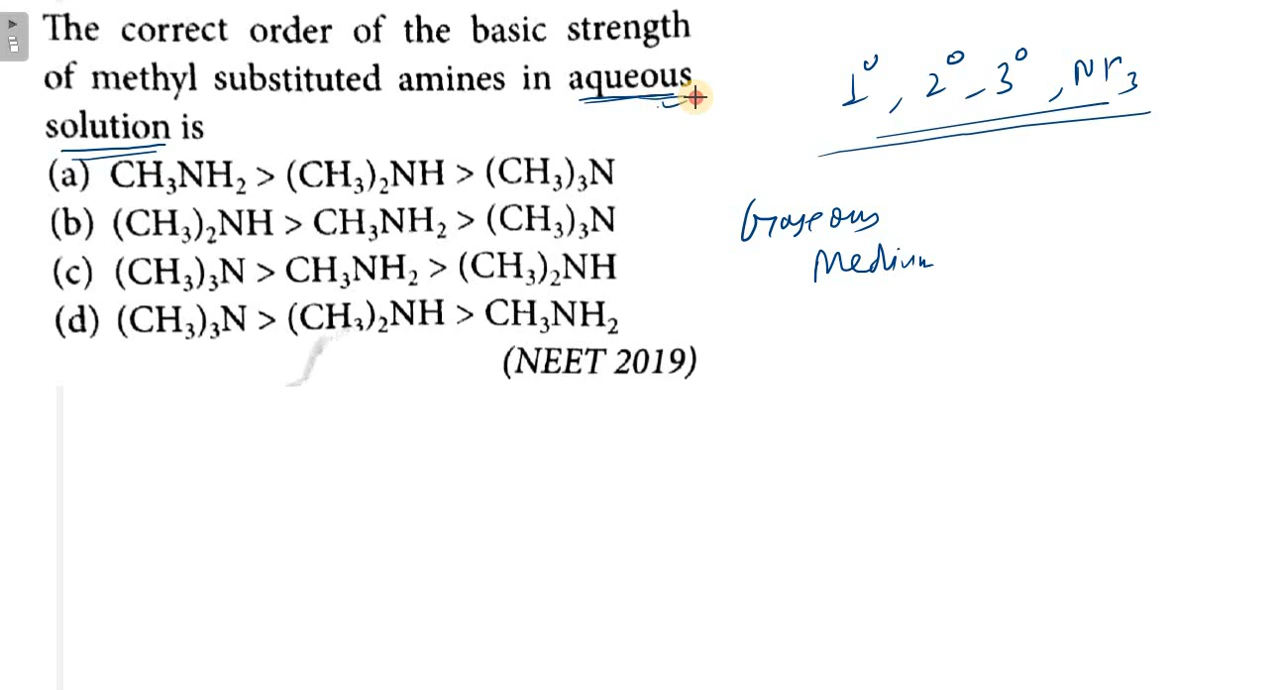 The correct order of the basic strength
of methyl substituted amines in aqueous
solution is
(a) CH₃NH₂ > (CH₃)₂NH > (CH₃)₃N
(b) (CH₃)₂NH > CH₃NH₂ > (CH₃)₃N
(c) (CH₃)₃N > CH₃NH₂ > (CH₃)₂NH
(d) (CH₃)₃N > (CH₃)₂NH > CH₃NH₂
(NEET 2019)
1°, 2°-3°, Nr₃
Medium